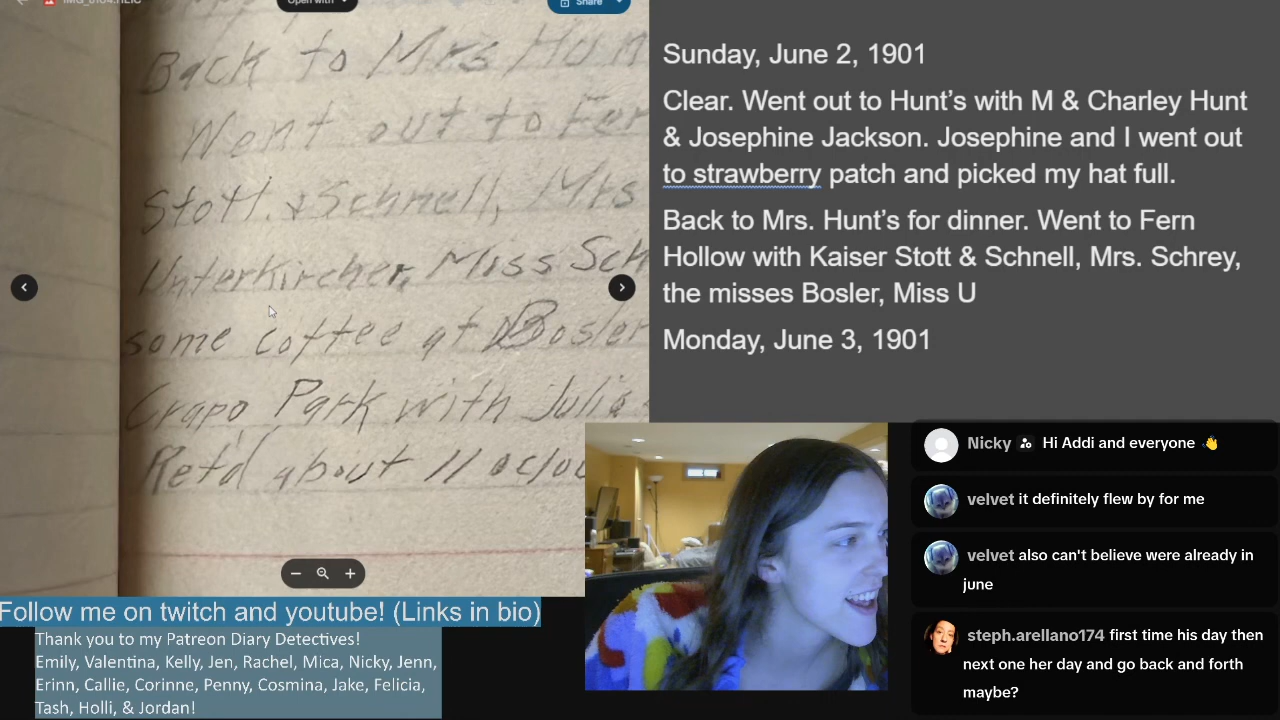 IMG_6104.HEIC
Open with
Share
Back to Mrs Hun
Went out to Fer
Stott & Schnell, Mrs
Unterkircher, Miss Sch
some coffee at Bosler
Crapo Park with Julia
Retd about 11 oclo
Sunday, June 2, 1901
Clear. Went out to Hunt’s with M & Charley Hunt
& Josephine Jackson. Josephine and I went out
to strawberry patch and picked my hat full.
Back to Mrs. Hunt’s for dinner. Went to Fern
Hollow with Kaiser Stott & Schnell, Mrs. Schrey,
the misses Bosler, Miss U
Monday, June 3, 1901
Nicky Hi Addi and everyone 👋
velvet it definitely flew by for me
velvet also can't believe were already in
june
steph.arellano174 first time his day then
next one her day and go back and forth
maybe?
Follow me on twitch and youtube! (Links in bio)
Thank you to my Patreon Diary Detectives!
Emily, Valentina, Kelly, Jen, Rachel, Mica, Nicky, Jenn,
Erinn, Callie, Corinne, Penny, Cosmina, Jake, Felicia,
Tash, Holli, & Jordan!